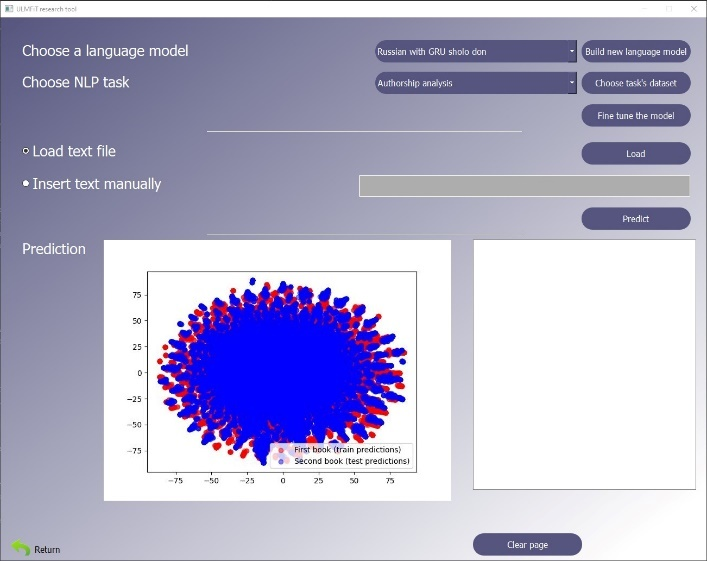 ULMFiT research tool
Choose a language model
Russian with GRU sholo don
Build new language model
Choose NLP task
Authorship analysis
Choose task's dataset
Fine tune the model
Load text file
Load
Insert text manually
Predict
Prediction
75
50
25
0
−25
−50
−75
First book (train predictions)
Second book (test predictions)
−75 −50 −25 0 25 50 75
Return
Clear page